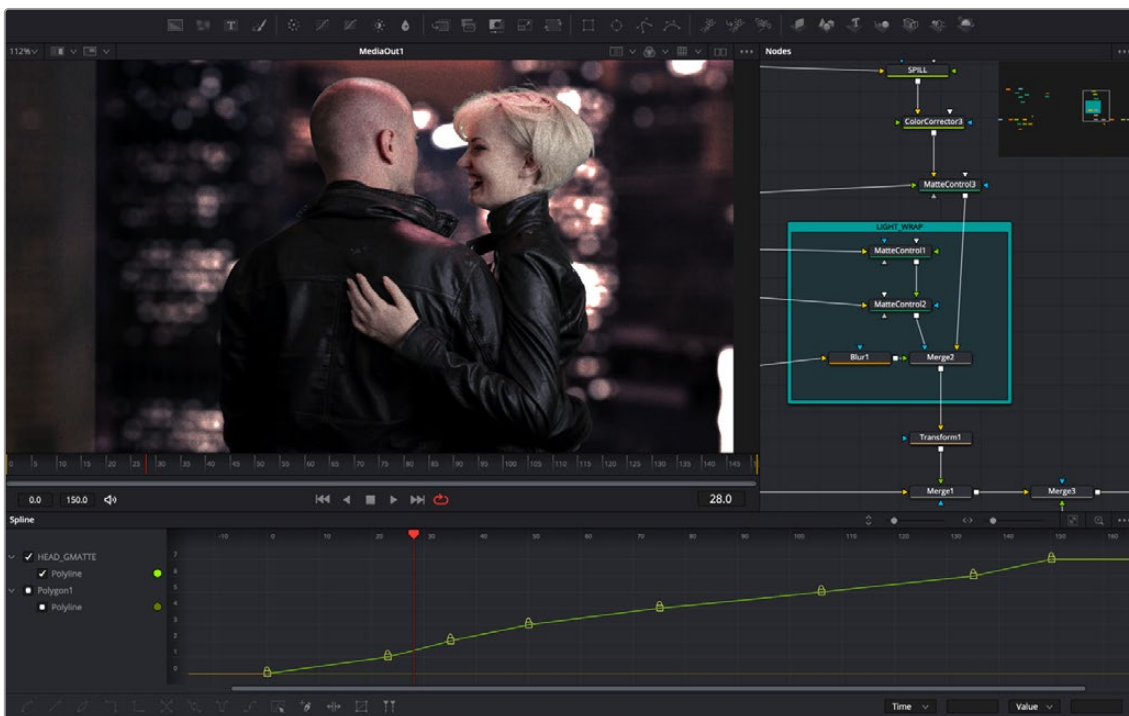 T
112%
MediaOut1
Nodes
SPILL
ColorCorrector3
MatteControl3
LIGHT_WRAP
MatteControl1
MatteControl2
Blur1
Merge2
Transform1
Merge1
Merge3
0 5 10 15 20 25 30 35 40 45 50 55 60 65 70 75 80 85 90 95 100 105 110 115 120 125 130 135 140 145
0.0 150.0 28.0
Spline
-10 0 20 30 40 50 60 70 80 90 100 110 120 130 140 150 160
HEAD_GMATTE
Polyline
Polygon1
Polyline
7
6
5
4
3
2
1
0
Time
Value